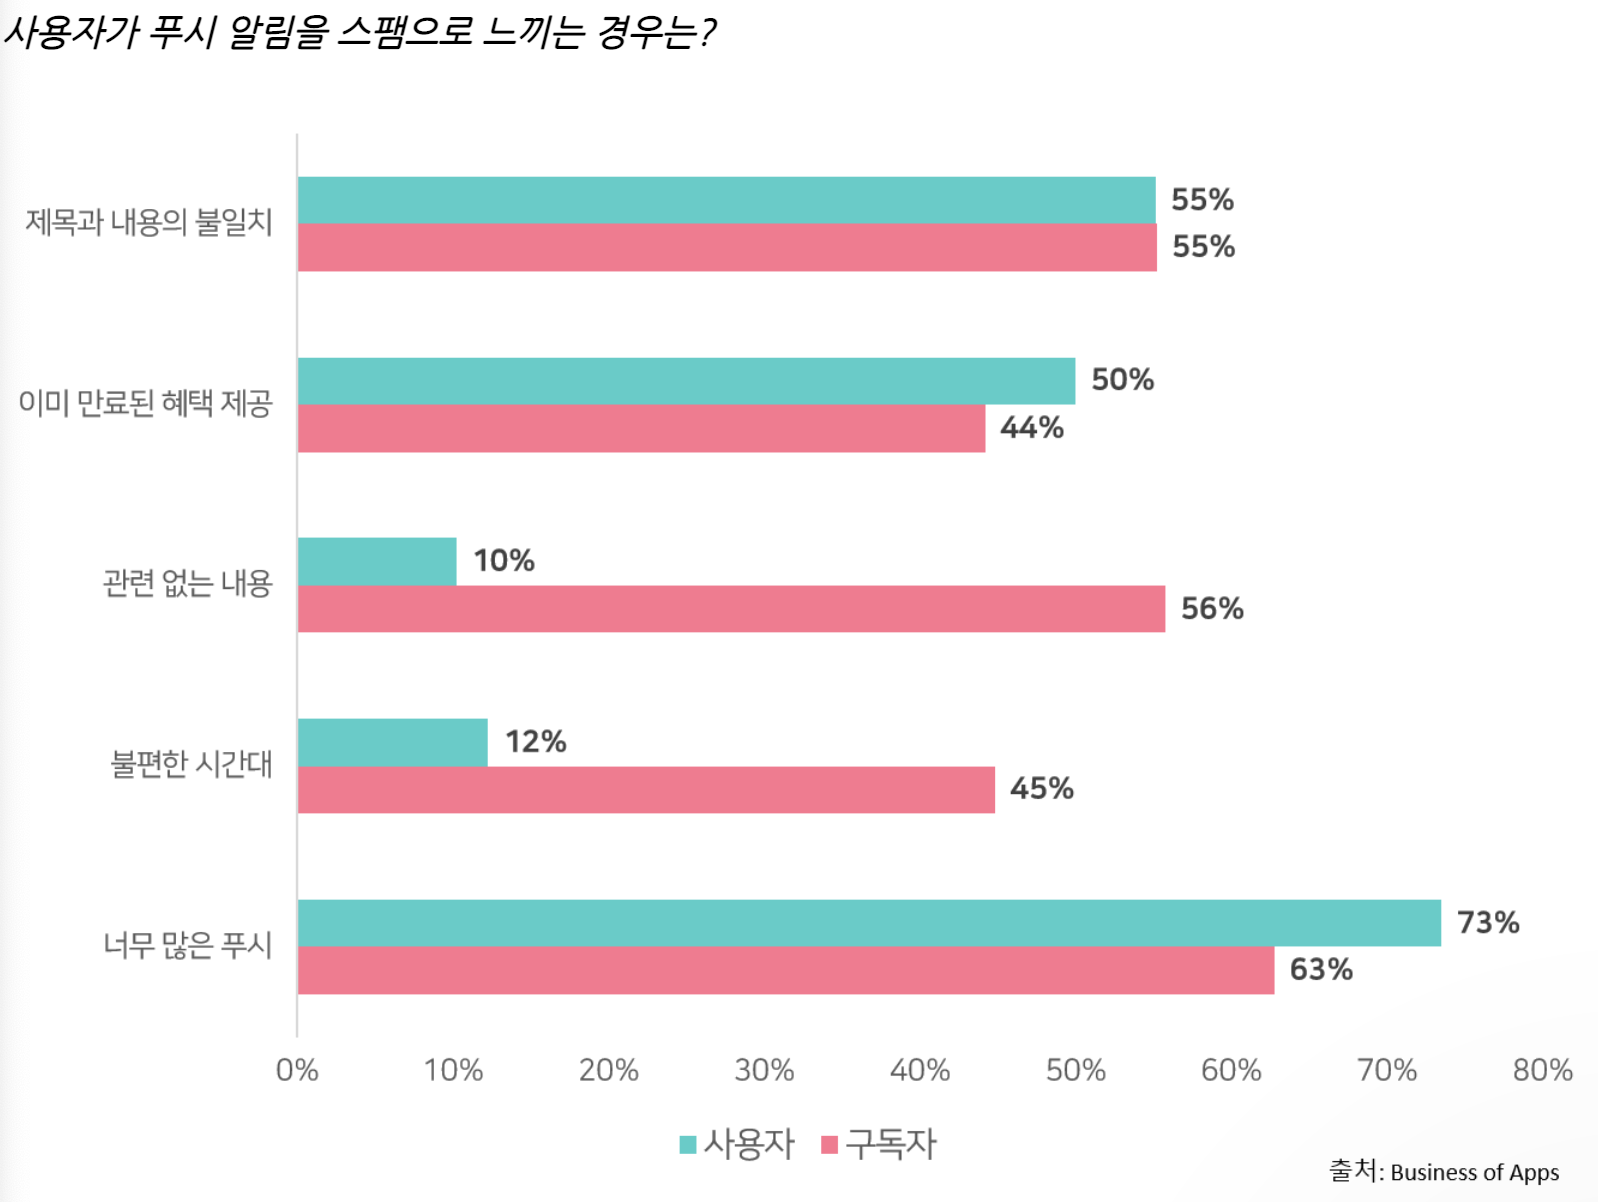 사용자가 푸시 알림을 스팸으로 느끼는 경우는?
제목과 내용의 불일치
55%
55%
이미 만료된 혜택 제공
50%
44%
관련 없는 내용
10%
56%
불편한 시간대
12%
45%
너무 많은 푸시
73%
63%
0% 10% 20% 30% 40% 50% 60% 70% 80%
사용자 구독자
출처: Business of Apps